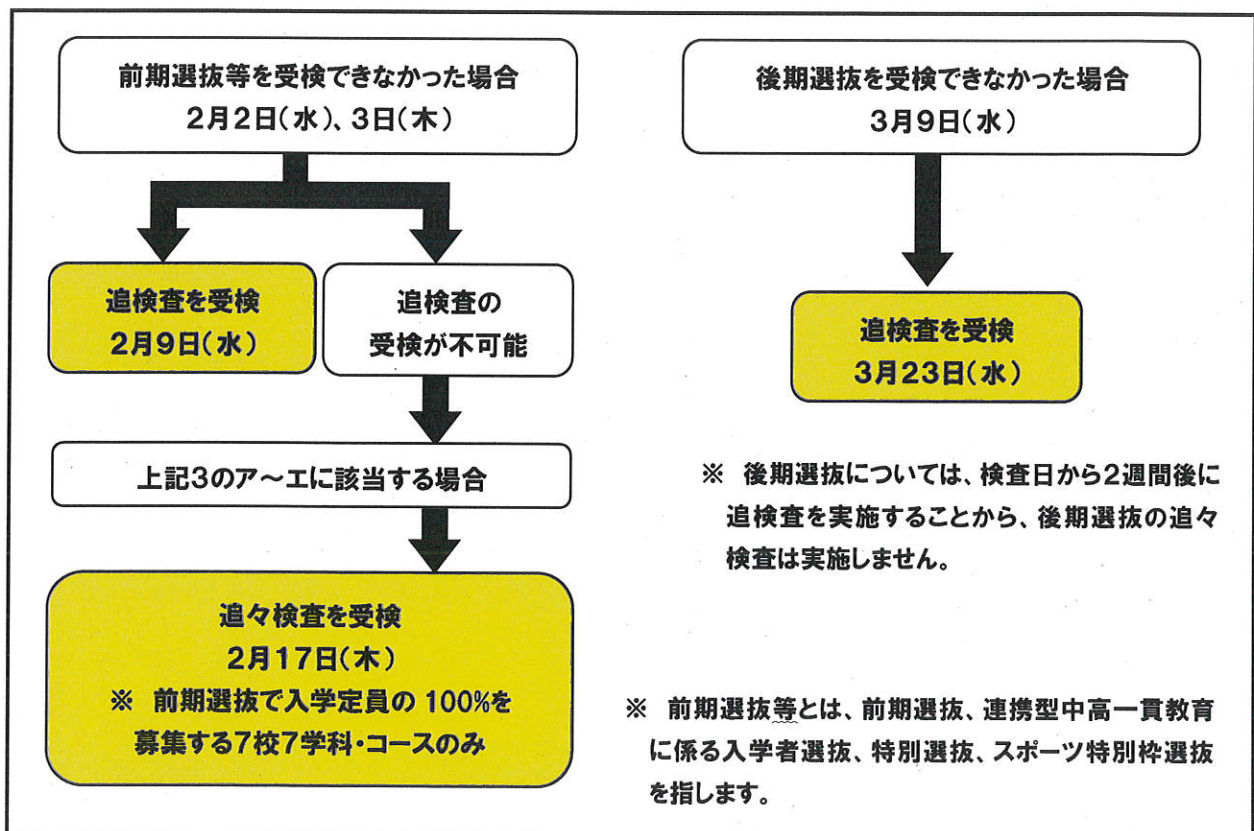 前期選抜等を受検できなかった場合
2月2日(水)、3日(木)
追検査を受検
2月9日(水)
追検査の
受検が不可能
上記3のア～エに該当する場合
追々検査を受検
2月17日(木)
※ 前期選抜で入学定員の 100%を
募集する7校7学科・コースのみ
後期選抜を受検できなかった場合
3月9日(水)
追検査を受検
3月23日(水)
※ 後期選抜については、検査日から2週間後に
追検査を実施することから、後期選抜の追々
検査は実施しません。
※ 前期選抜等とは、前期選抜、連携型中高一貫教育
に係る入学者選抜、特別選抜、スポーツ特別枠選抜
を指します。